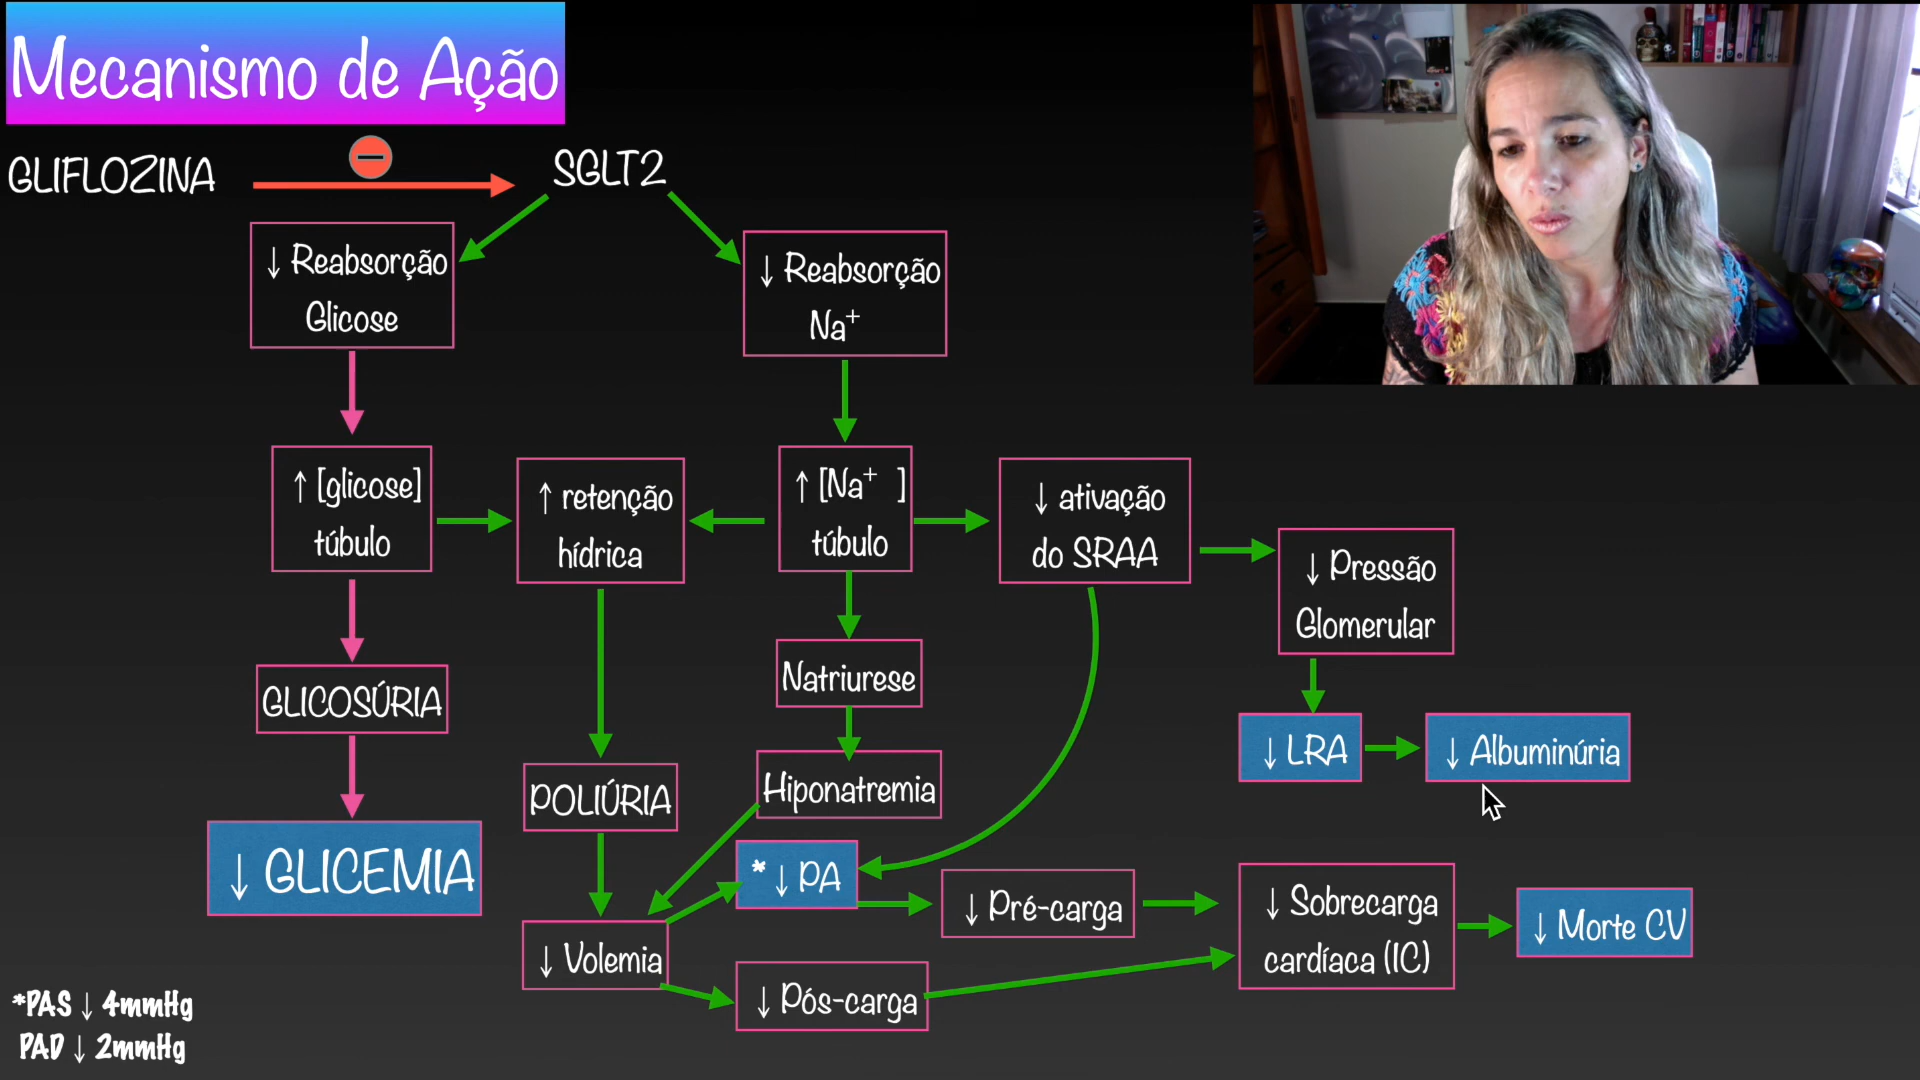 Mecanismo de Ação
GLIFLOZINA
SGLT2
↓ Reabsorção
Glicose
↓ Reabsorção
Na⁺
↑ [glicose]
túbulo
↑ retenção
hídrica
↑ [Na⁺ ]
túbulo
↓ ativação
do SRAA
↓ Pressão
Glomerular
GLICOSÚRIA
Natriurese
↓ LRA
↓ Albuminúria
POLIÚRIA
Hiponatremia
↓ GLICEMIA
* ↓ PA
↓ Pré-carga
↓ Sobrecarga
cardíaca (IC)
↓ Morte CV
↓ Volemia
↓ Pós-carga
*PAS ↓ 4mmHg
PAD ↓ 2mmHg